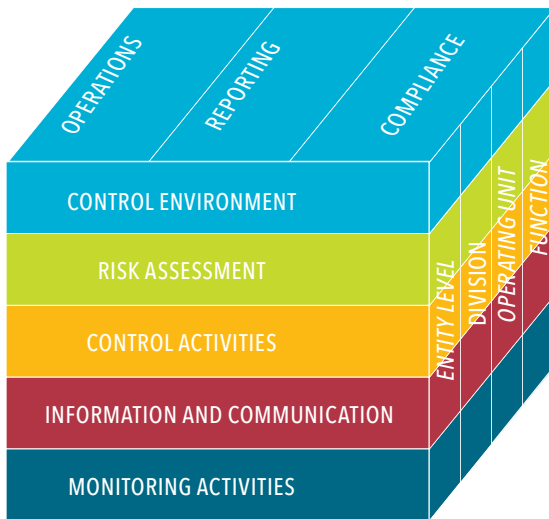 OPERATIONS
REPORTING
COMPLIANCE
CONTROL ENVIRONMENT
RISK ASSESSMENT
CONTROL ACTIVITIES
INFORMATION AND COMMUNICATION
MONITORING ACTIVITIES
ENTITY LEVEL
DIVISION
OPERATING UNIT
FUNCTION